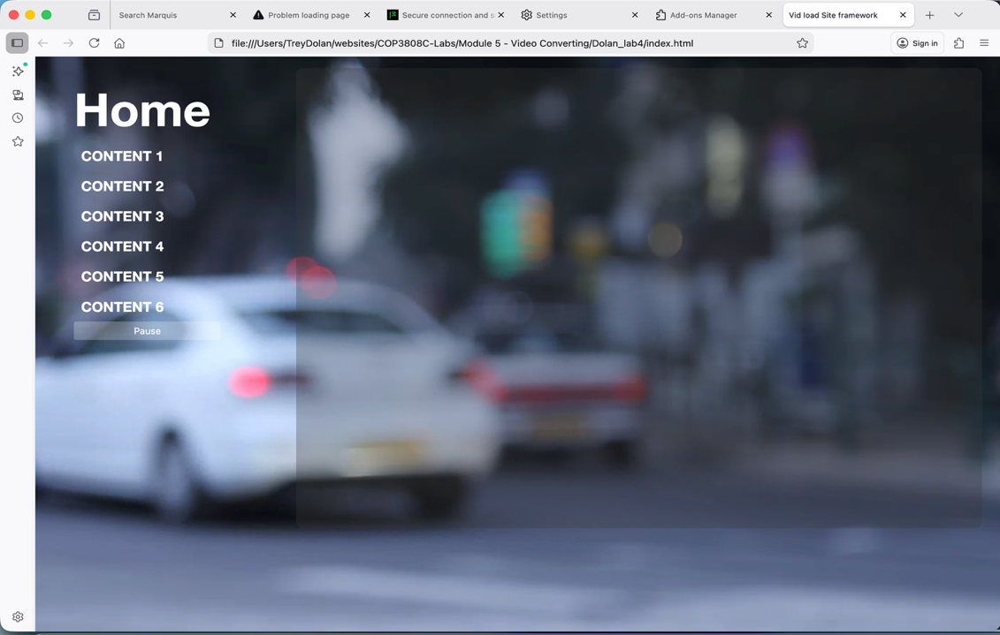 Search Marquis
Problem loading page
Secure connection and s
Settings
Add-ons Manager
Vid load Site framework
file:///Users/TreyDolan/websites/COP3808C-Labs/Module 5 - Video Converting/Dolan_lab4/index.html
Sign in
Home
CONTENT 1
CONTENT 2
CONTENT 3
CONTENT 4
CONTENT 5
CONTENT 6
Pause